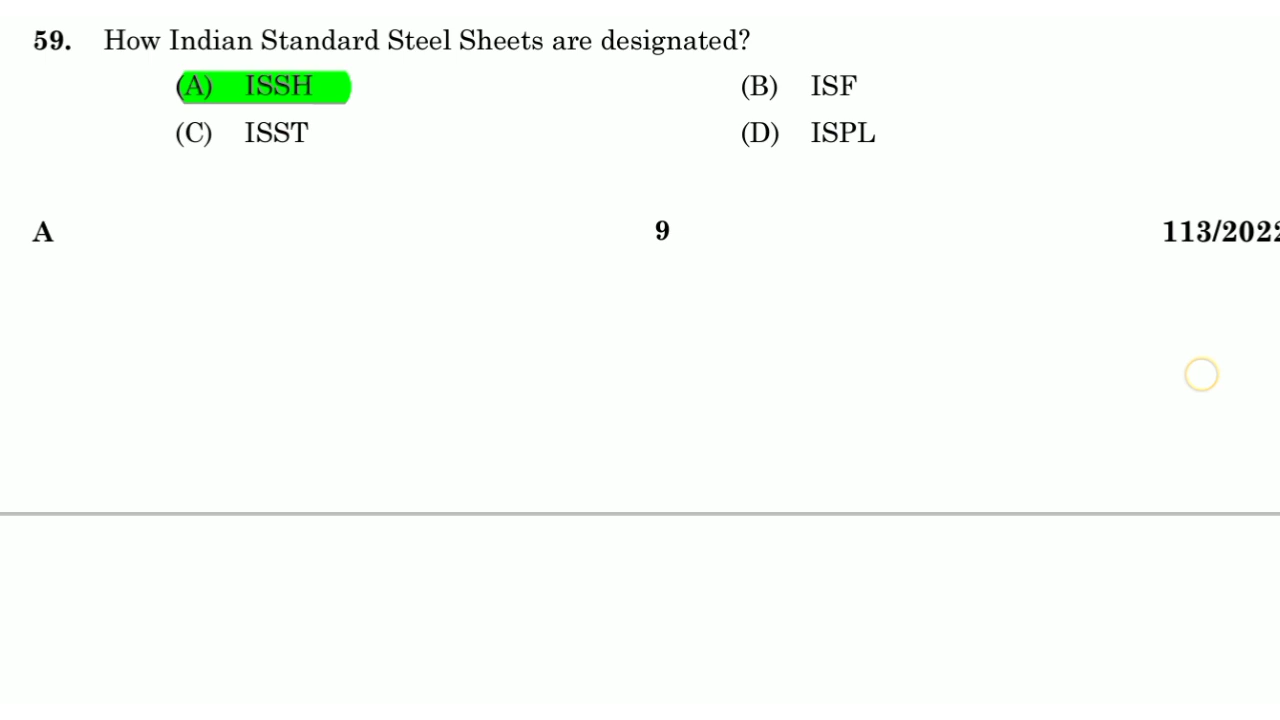 59. How Indian Standard Steel Sheets are designated?
(A) ISSH (B) ISF
(C) ISST (D) ISPL
A 9 113/2022